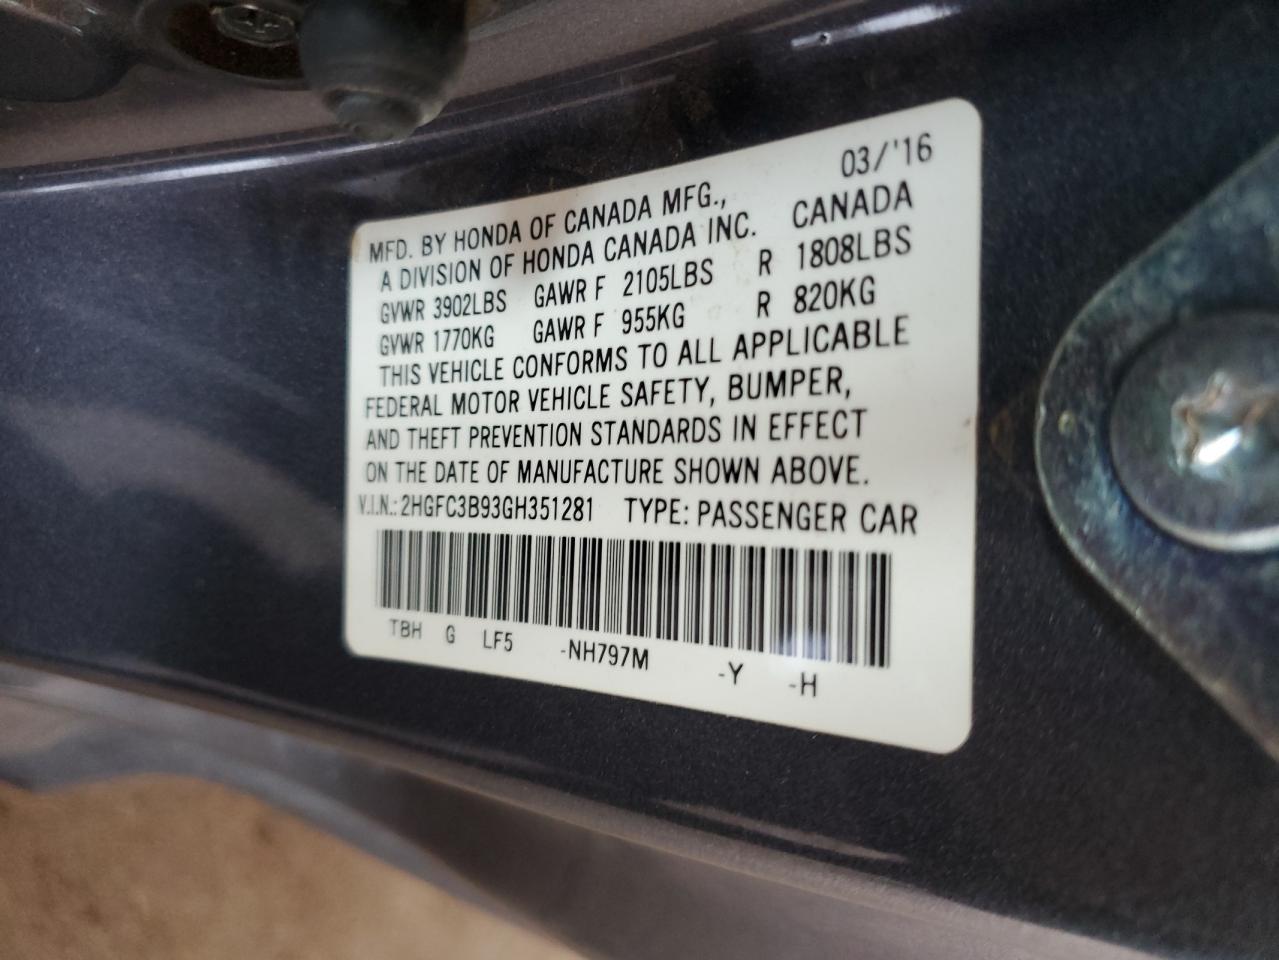 03/'16
MFD. BY HONDA OF CANADA MFG.,
A DIVISION OF HONDA CANADA INC. CANADA
GVWR 3902LBS GAWR F 2105LBS R 1808LBS
GVWR 1770KG GAWR F 955KG R 820KG
THIS VEHICLE CONFORMS TO ALL APPLICABLE
FEDERAL MOTOR VEHICLE SAFETY, BUMPER,
AND THEFT PREVENTION STANDARDS IN EFFECT
ON THE DATE OF MANUFACTURE SHOWN ABOVE.
V.I.N.: 2HGFC3B93GH351281 TYPE: PASSENGER CAR
TBH G LF5 -NH797M -Y -H